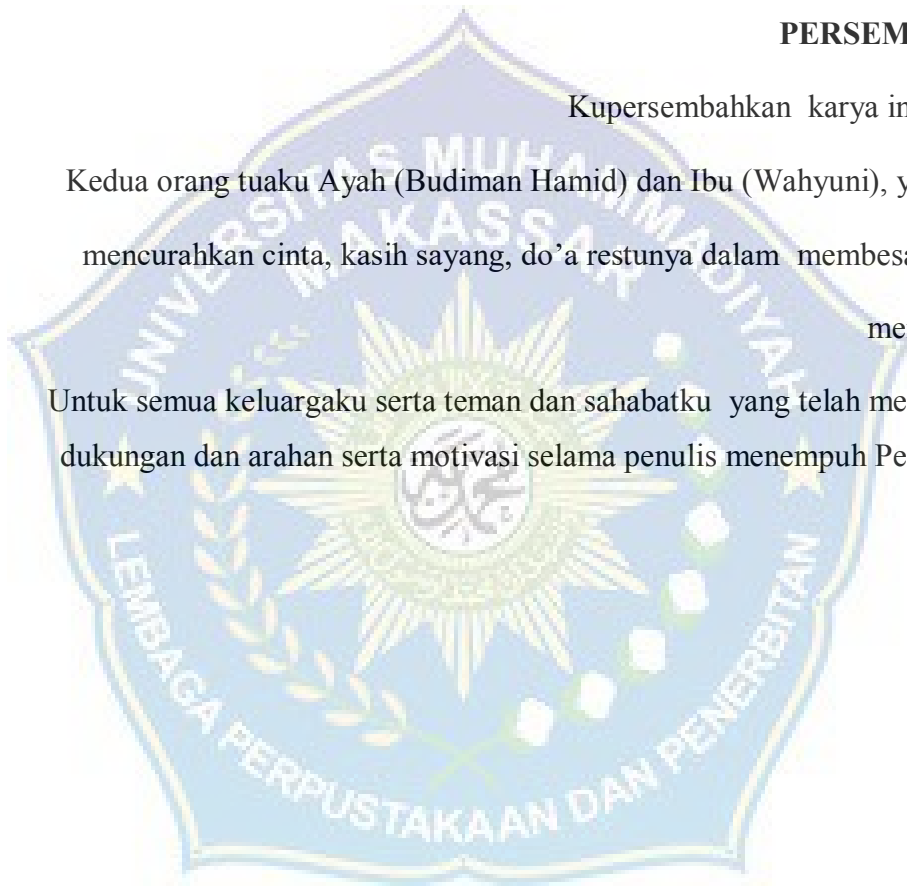 PERSEM
Kupersembahkan karya in
Kedua orang tuaku Ayah (Budiman Hamid) dan Ibu (Wahyuni), y
mencurahkan cinta, kasih sayang, do’a restunya dalam membesa
me
Untuk semua keluargaku serta teman dan sahabatku yang telah me
dukungan dan arahan serta motivasi selama penulis menempuh Pe
UNIVERSITAS MUHAMMADIYAH
MAKASSAR
LEMBAGA PERPUSTAKAAN DAN PENERBITAN